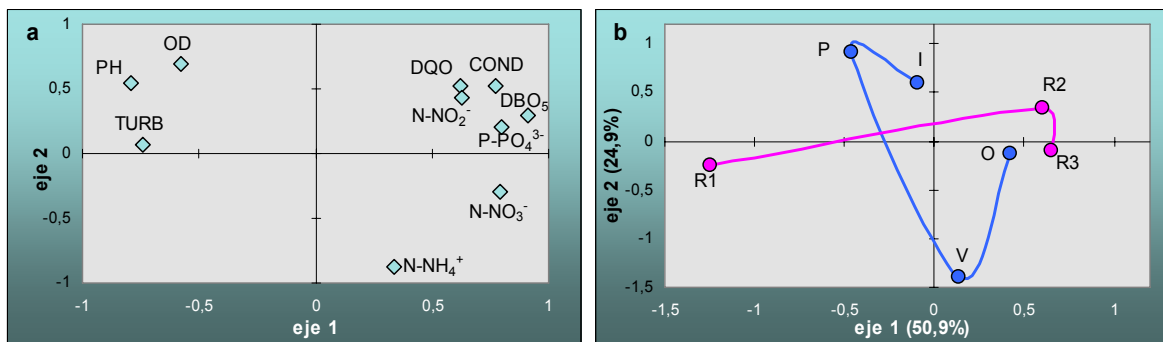 a
1
0,5
0
-0,5
-1
eje 2
PH
OD
TURB
DQO
COND
N-NO₂⁻
DBO₅
P-PO₄³⁻
N-NO₃⁻
N-NH₄⁺
-1
-0,5
0
0,5
1
eje 1
b
1
0,5
0
-0,5
-1
-1,5
eje 2 (24,9%)
P
I
R2
R1
O
R3
V
-1,5
-1
-0,5
0
0,5
1
eje 1 (50,9%)